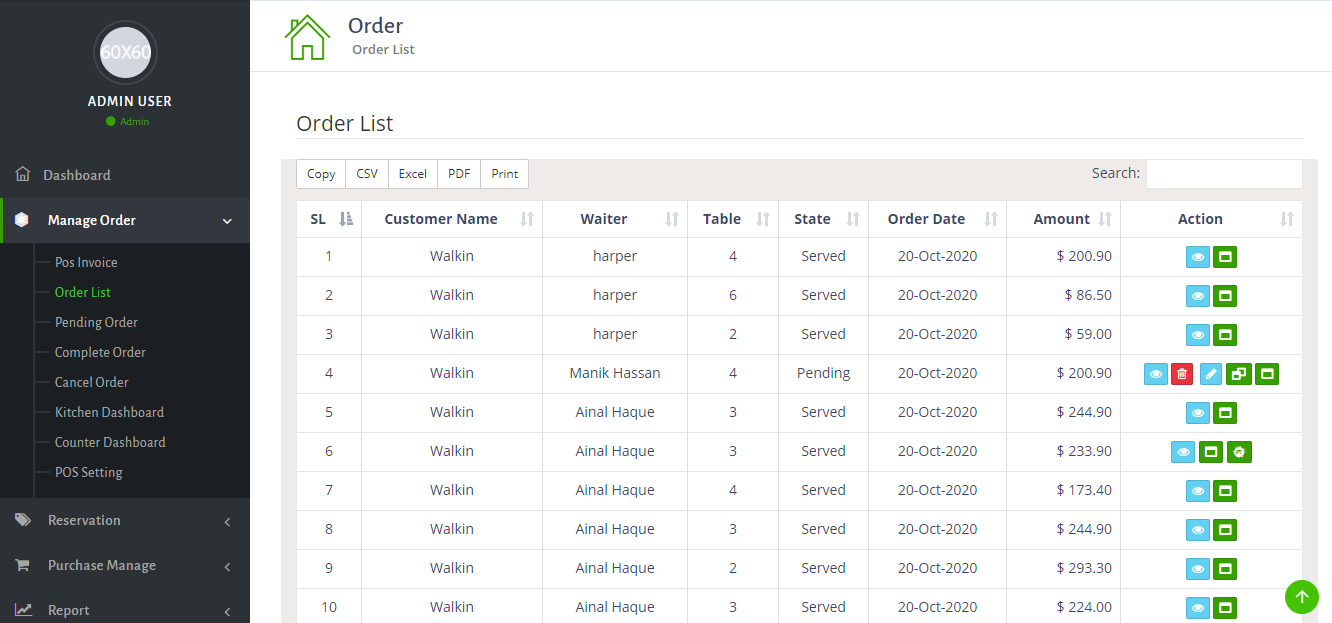 60X60
ADMIN USER
Admin
Dashboard
Manage Order
Pos Invoice
Order List
Pending Order
Complete Order
Cancel Order
Kitchen Dashboard
Counter Dashboard
POS Setting
Reservation
Purchase Manage
Report
Order
Order List
Order List
Copy CSV Excel PDF Print Search:
SL Customer Name Waiter Table State Order Date Amount Action
1 Walkin harper 4 Served 20-Oct-2020 $ 200.90
2 Walkin harper 6 Served 20-Oct-2020 $ 86.50
3 Walkin harper 2 Served 20-Oct-2020 $ 59.00
4 Walkin Manik Hassan 4 Pending 20-Oct-2020 $ 200.90
5 Walkin Ainal Haque 3 Served 20-Oct-2020 $ 244.90
6 Walkin Ainal Haque 3 Served 20-Oct-2020 $ 233.90
7 Walkin Ainal Haque 4 Served 20-Oct-2020 $ 173.40
8 Walkin Ainal Haque 3 Served 20-Oct-2020 $ 244.90
9 Walkin Ainal Haque 2 Served 20-Oct-2020 $ 293.30
10 Walkin Ainal Haque 3 Served 20-Oct-2020 $ 224.00